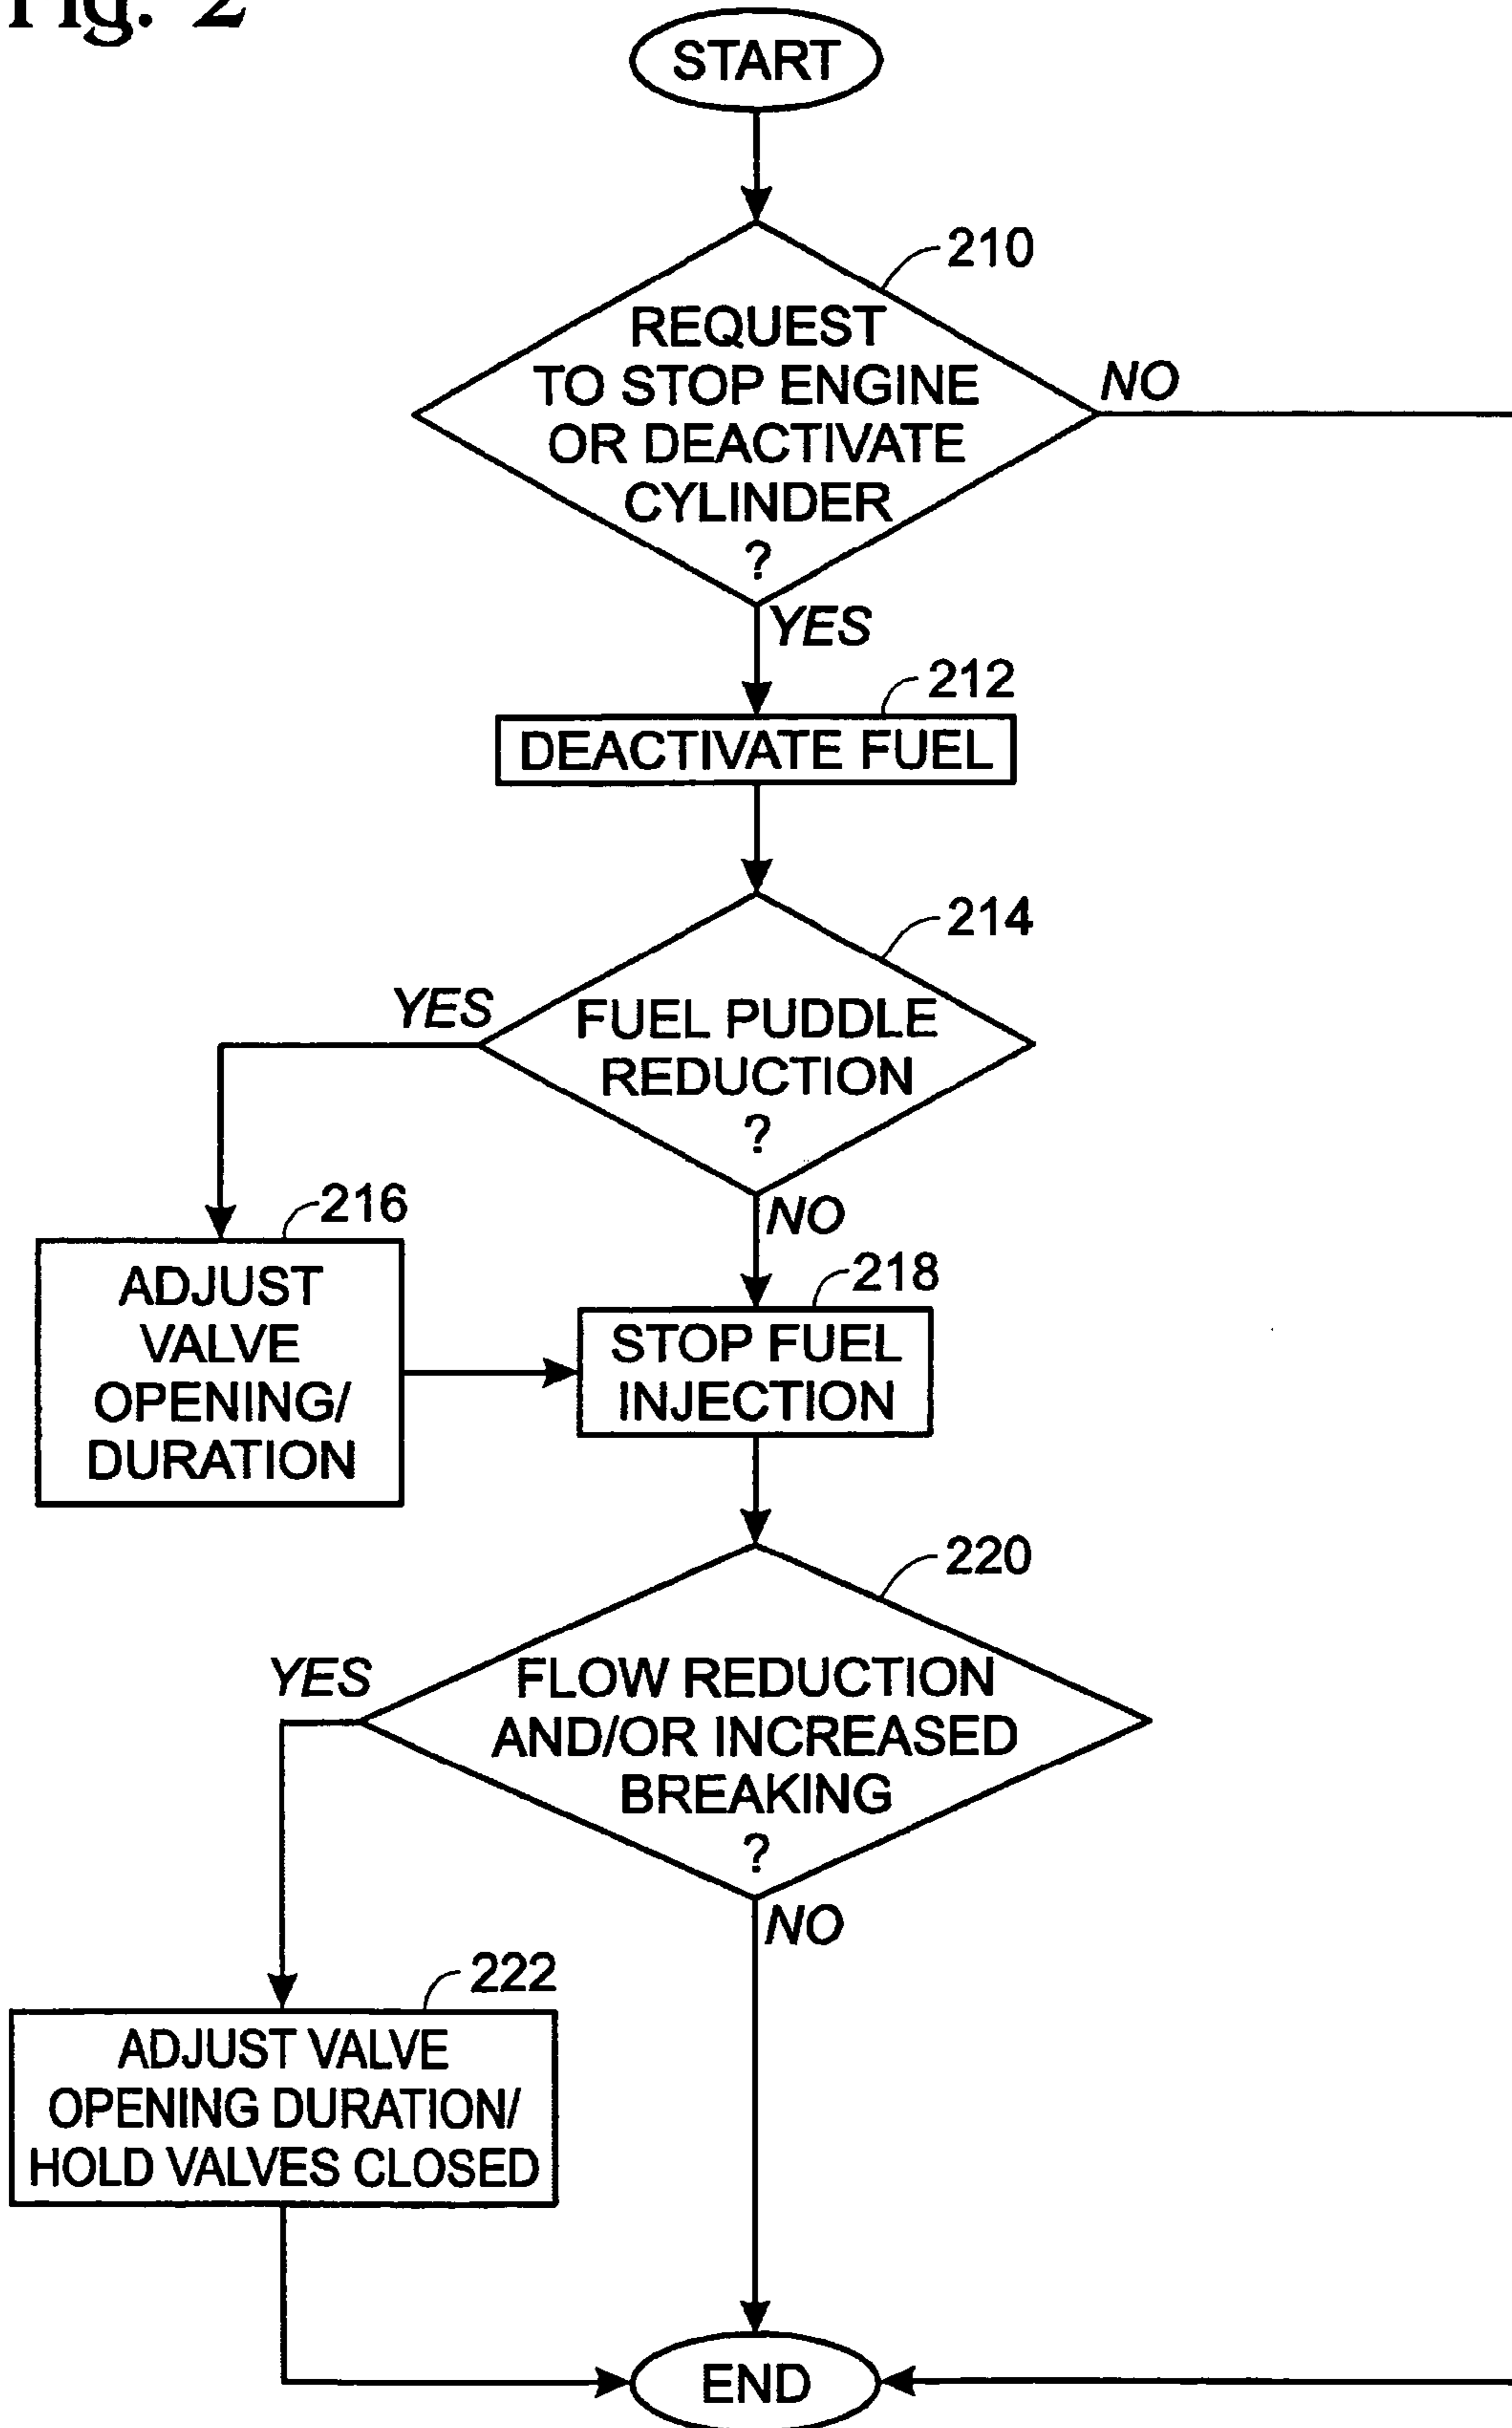 Fig. 2
START
210
REQUEST
TO STOP ENGINE
OR DEACTIVATE
CYLINDER
?
NO
YES
212
DEACTIVATE FUEL
214
YES
FUEL PUDDLE
REDUCTION
?
NO
216
ADJUST
VALVE
OPENING/
DURATION
218
STOP FUEL
INJECTION
220
YES
FLOW REDUCTION
AND/OR INCREASED
BREAKING
?
NO
222
ADJUST VALVE
OPENING DURATION/
HOLD VALVES CLOSED
END